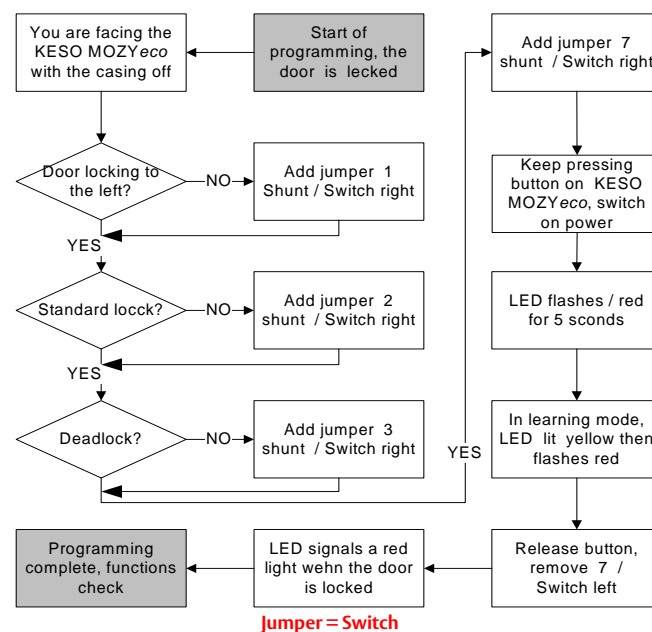 You are facing the
KESO MOZYeco
with the casing off
Start of
programming, the
door is lecked
Door locking to
the left?
NO
Add jumper 1
Shunt / Switch right
YES
Standard locck?
NO
Add jumper 2
shunt / Switch right
YES
Deadlock?
NO
Add jumper 3
shunt / Switch right
YES
Add jumper 7
shunt / Switch right
Keep pressing
button on KESO
MOZYeco, switch
on power
LED flashes / red
for 5 sconds
In learning mode,
LED lit yellow then
flashes red
Release button,
remove 7 /
Switch left
LED signals a red
light wehn the door
is locked
Programming
complete, functions
check
Jumper = Switch